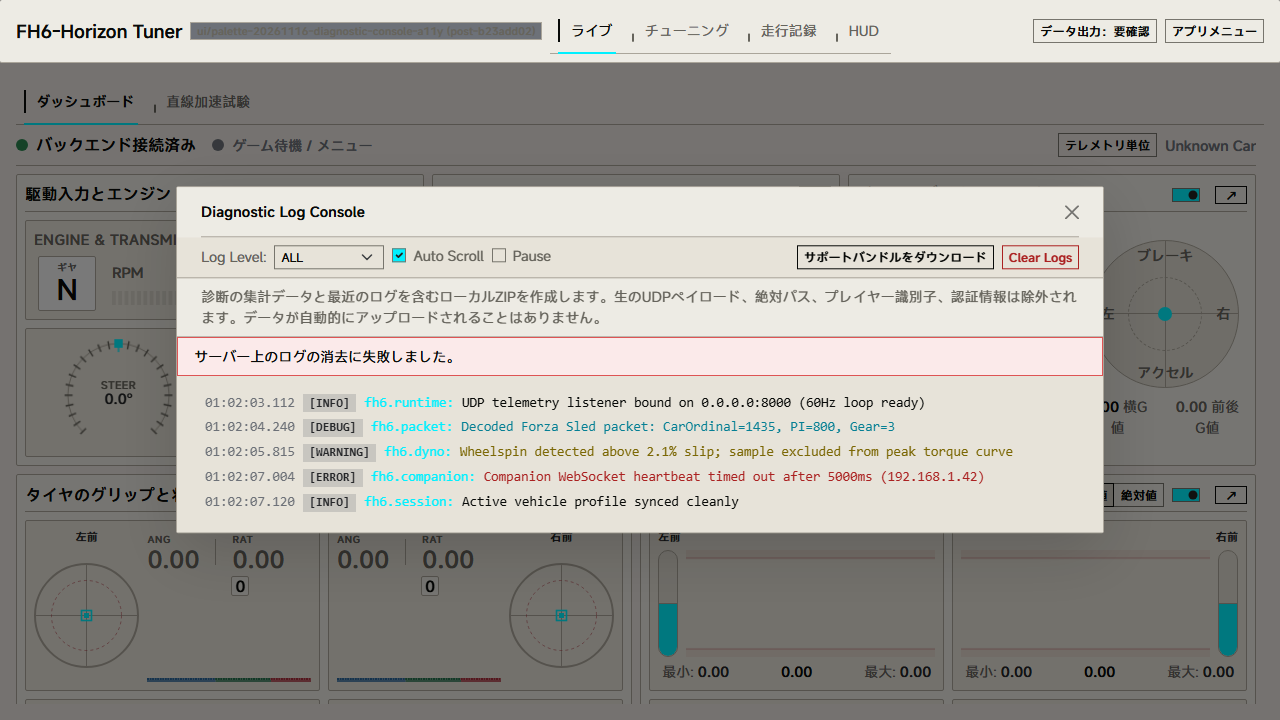 FH6-Horizon Tuner
ui/palette-20261116-diagnostic-console-a11y (post-b23add02)
ライブ
チューニング
走行記録
HUD
データ出力: 要確認
アプリメニュー
ダッシュボード
直線加速試験
バックエンド接続済み
ゲーム待機 / メニュー
テレメトリ単位
Unknown Car
駆動入力とエンジン
ENGINE & TRANSMI
ギヤ
N
RPM
STEER
0.0°
ブレーキ
左
右
アクセル
00 横G値
0.00 前後G値
Diagnostic Log Console
Log Level: ALL
Auto Scroll
Pause
サポートバンドルをダウンロード
Clear Logs
診断の集計データと最近のログを含むローカルZIPを作成します。生のUDPペイロード、絶対パス、プレイヤー識別子、認証情報は除外され
ます。データが自動的にアップロードされることはありません。
サーバー上のログの消去に失敗しました。
01:02:03.112 [INFO] fh6.runtime: UDP telemetry listener bound on 0.0.0.0:8000 (60Hz loop ready)
01:02:04.240 [DEBUG] fh6.packet: Decoded Forza Sled packet: CarOrdinal=1435, PI=800, Gear=3
01:02:05.815 [WARNING] fh6.dyno: Wheelspin detected above 2.1% slip; sample excluded from peak torque curve
01:02:07.004 [ERROR] fh6.companion: Companion WebSocket heartbeat timed out after 5000ms (192.168.1.42)
01:02:07.120 [INFO] fh6.session: Active vehicle profile synced cleanly
タイヤのグリップと
絶対値
左前
ANG
0.00
RAT
0.00
0
ANG
0.00
RAT
0.00
0
右前
左前
最小: 0.00
0.00
最大: 0.00
右前
最小: 0.00
0.00
最大: 0.00